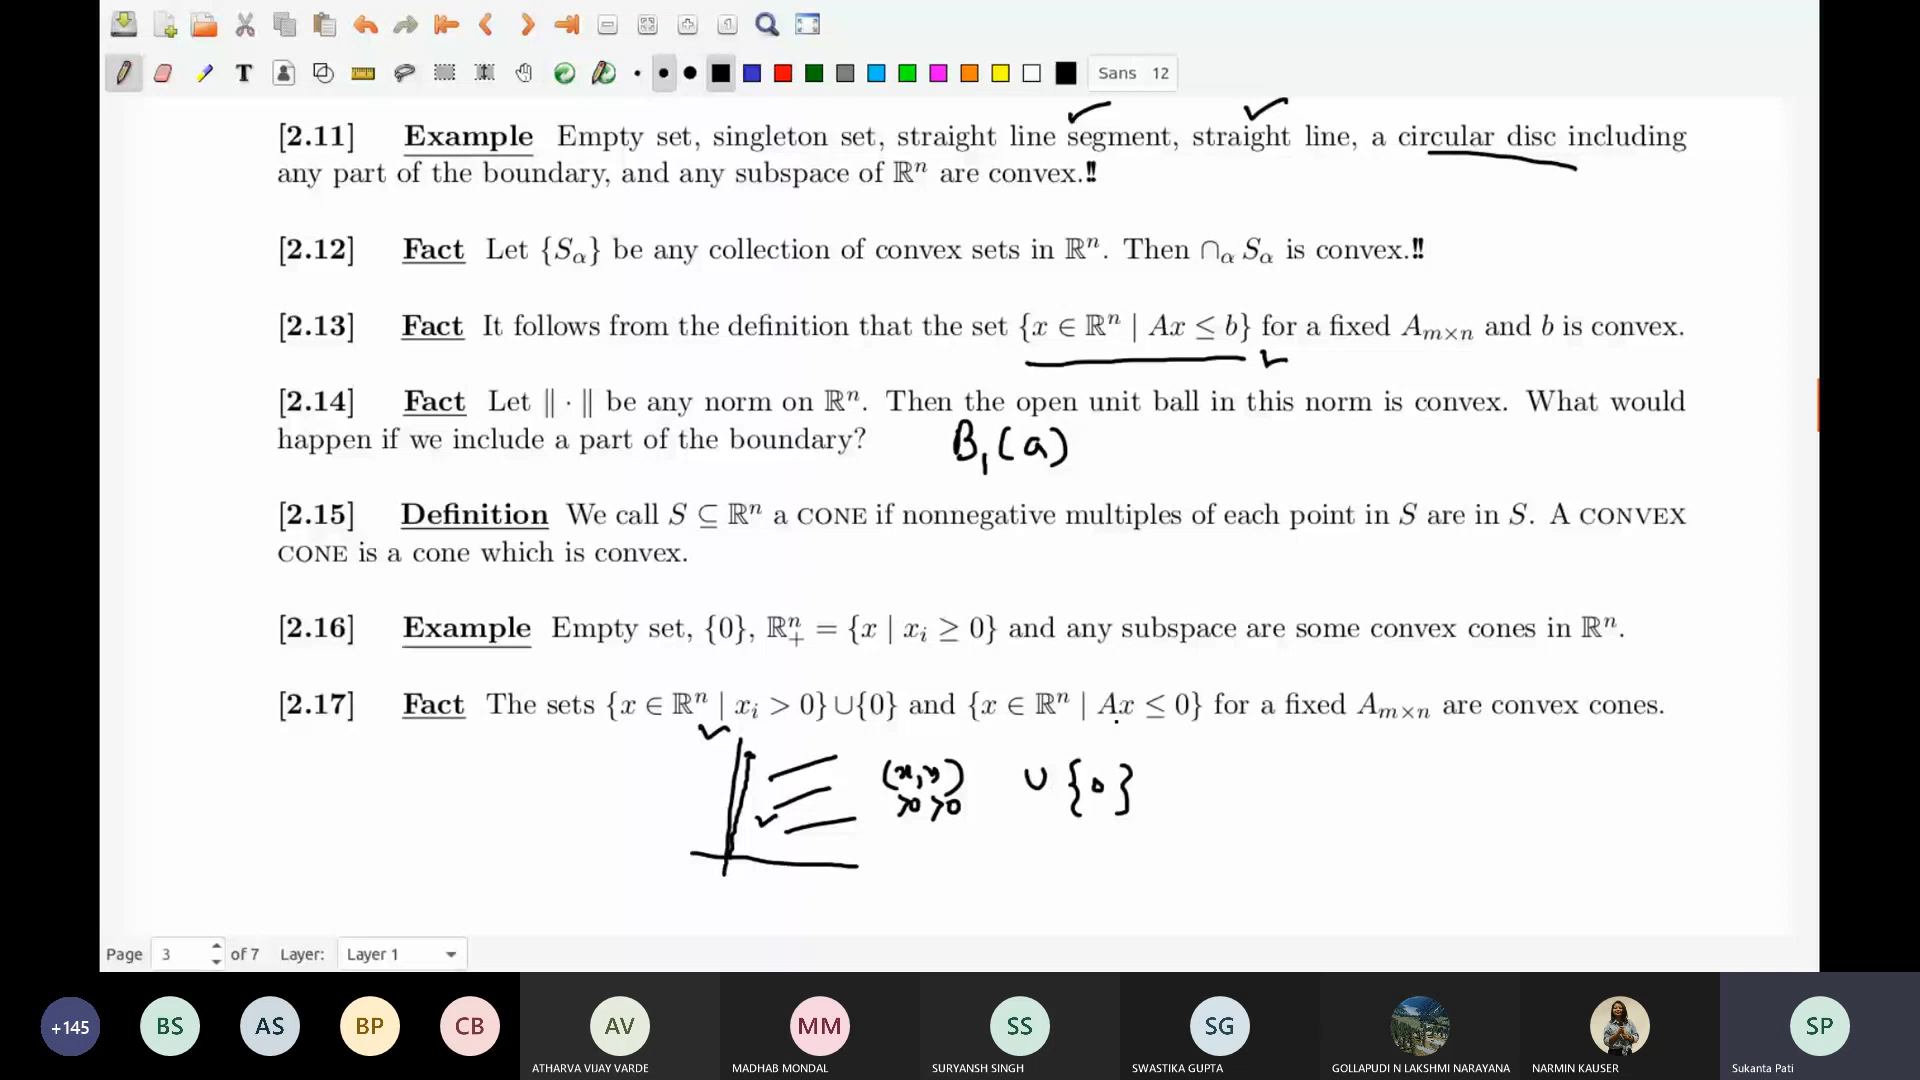 Sans 12
[2.11] Example Empty set, singleton set, straight line segment, straight line, a circular disc including
any part of the boundary, and any subspace of ℝⁿ are convex.!!
[2.12] Fact Let {S_α} be any collection of convex sets in ℝⁿ. Then ∩_α S_α is convex.!!
[2.13] Fact It follows from the definition that the set {x ∈ ℝⁿ | Ax ≤ b} for a fixed A_{m×n} and b is convex.
[2.14] Fact Let ‖ · ‖ be any norm on ℝⁿ. Then the open unit ball in this norm is convex. What would
happen if we include a part of the boundary?
B₁(a)
[2.15] Definition We call S ⊆ ℝⁿ a CONE if nonnegative multiples of each point in S are in S. A CONVEX
CONE is a cone which is convex.
[2.16] Example Empty set, {0}, ℝⁿ₊ = {x | xᵢ ≥ 0} and any subspace are some convex cones in ℝⁿ.
[2.17] Fact The sets {x ∈ ℝⁿ | xᵢ > 0} ∪{0} and {x ∈ ℝⁿ | Ax ≤ 0} for a fixed A_{m×n} are convex cones.
(x,y) ∪ {0}
>0 >0
Page 3 of 7 Layer: Layer 1
+145 BS AS BP CB AV MM SS SG SP
ATHARVA VIJAY VARDE MADHAB MONDAL SURYANSH SINGH SWASTIKA GUPTA GOLLAPUDI N LAKSHMI NARAYANA NARMIN KAUSER Sukanta Pati